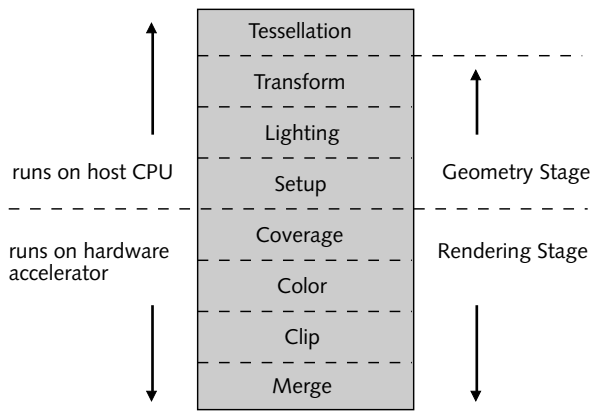 Tessellation
Transform
Lighting
runs on host CPU
Setup
Geometry Stage
Coverage
runs on hardware
accelerator
Rendering Stage
Color
Clip
Merge